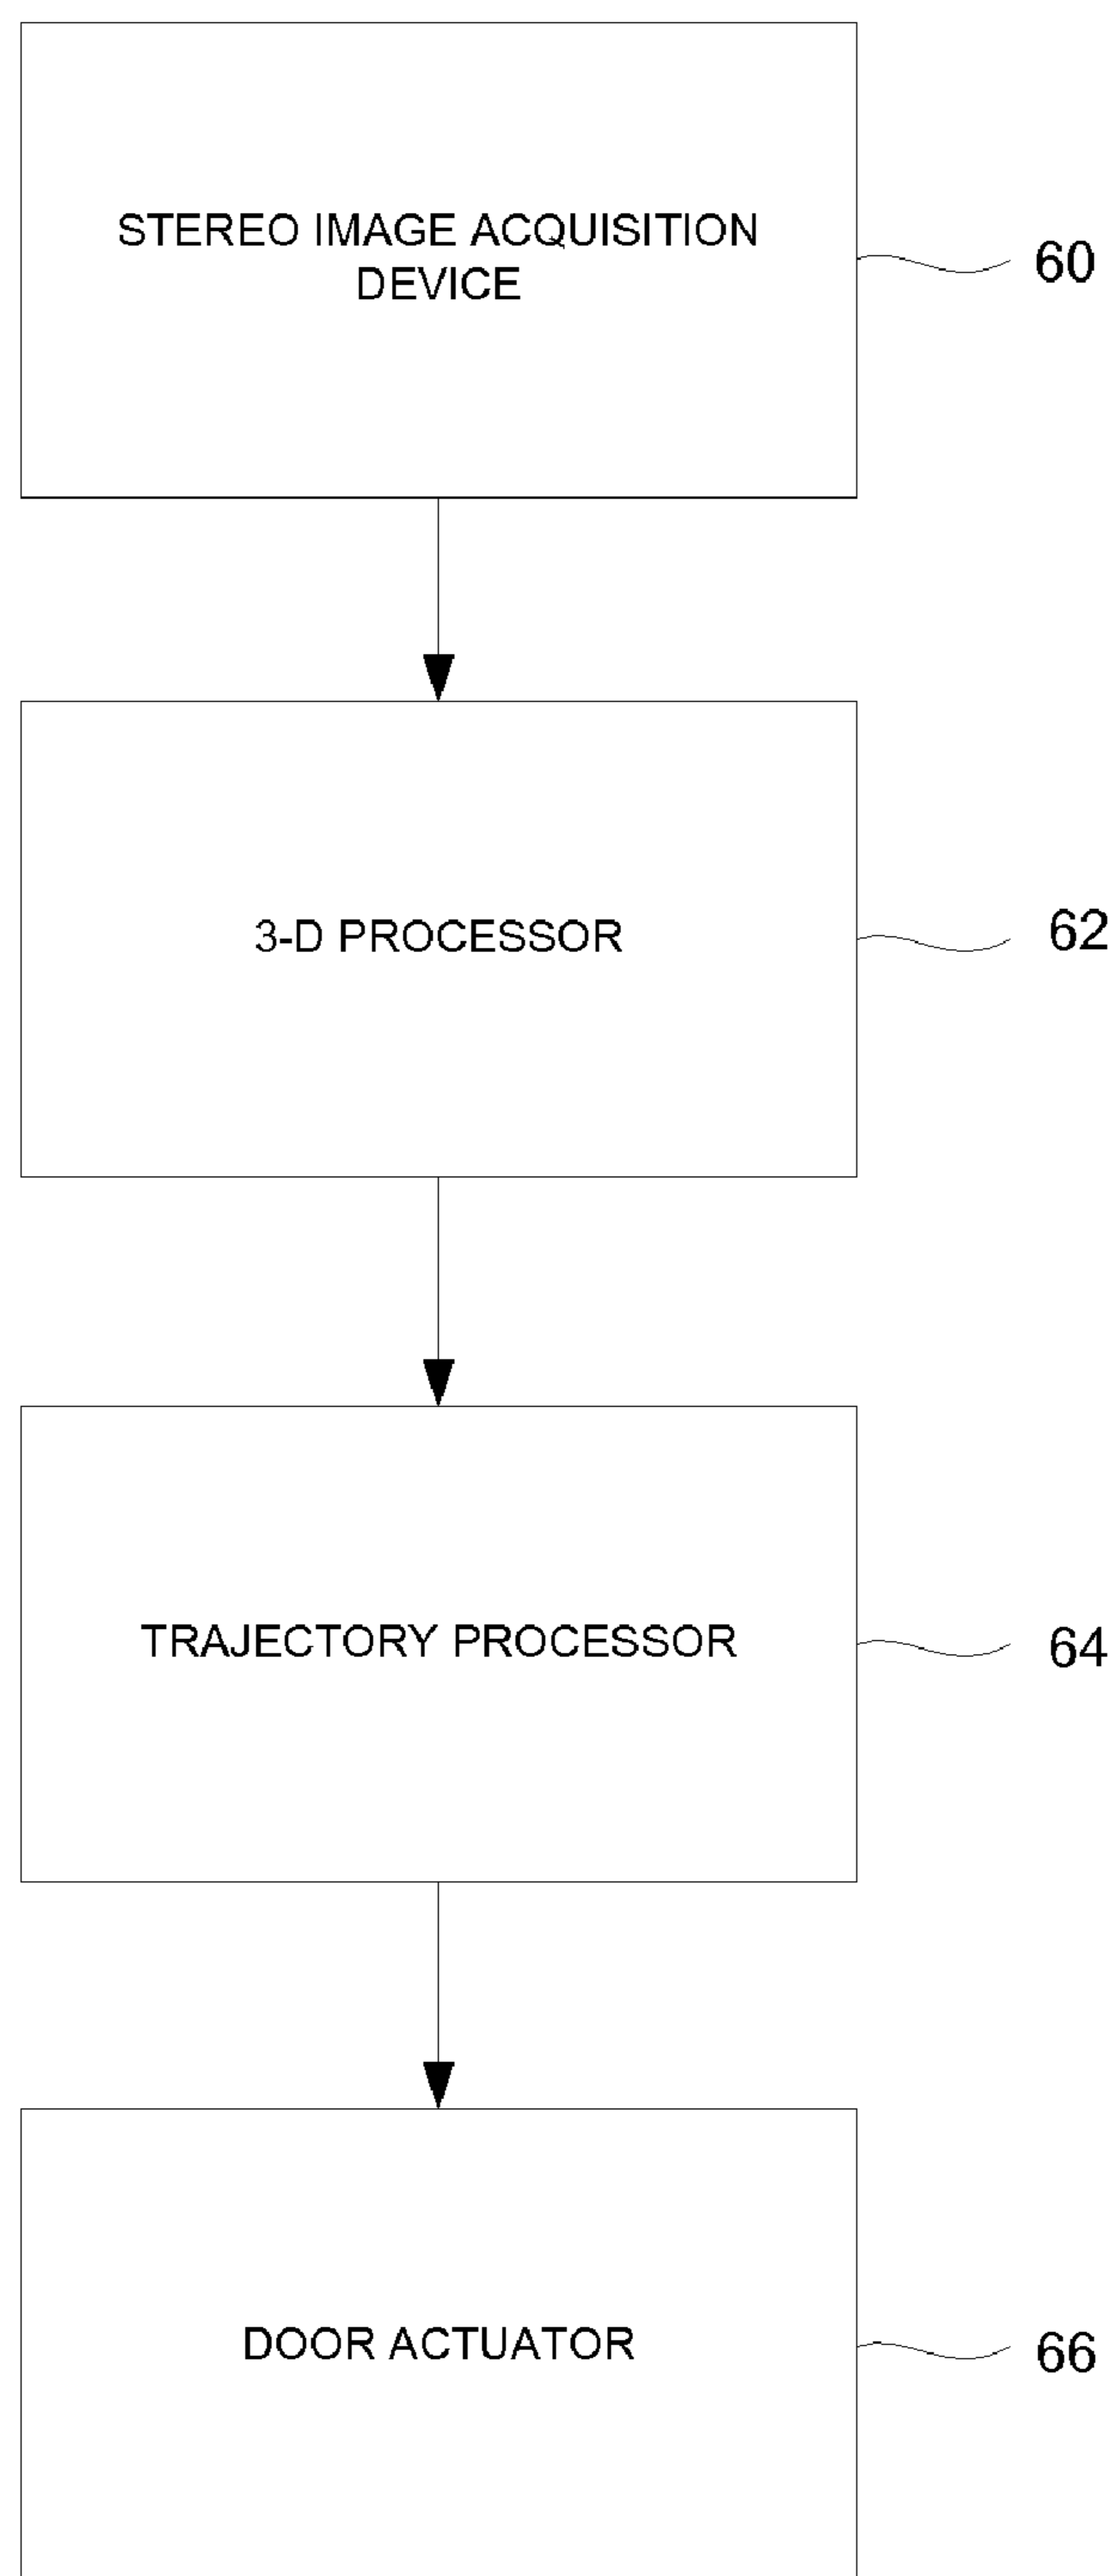 STEREO IMAGE ACQUISITION
DEVICE
60
3-D PROCESSOR
62
TRAJECTORY PROCESSOR
64
DOOR ACTUATOR
66